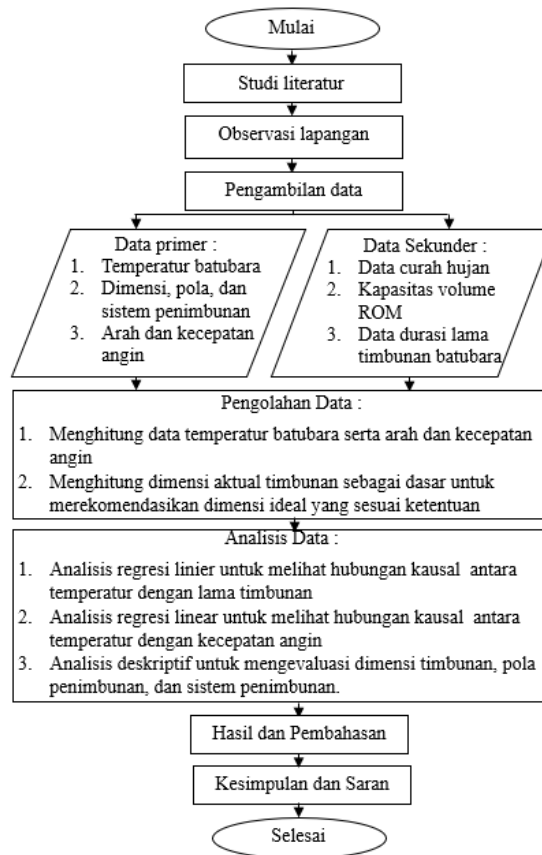 Mulai
Studi literatur
Observasi lapangan
Pengambilan data
Data primer :
1. Temperatur batubara
2. Dimensi, pola, dan
sistem penimbunan
3. Arah dan kecepatan
angin
Data Sekunder :
1. Data curah hujan
2. Kapasitas volume
ROM
3. Data durasi lama
timbunan batubara
Pengolahan Data :
1. Menghitung data temperatur batubara serta arah dan kecepatan
angin
2. Menghitung dimensi aktual timbunan sebagai dasar untuk
merekomendasikan dimensi ideal yang sesuai ketentuan
Analisis Data :
1. Analisis regresi linier untuk melihat hubungan kausal antara
temperatur dengan lama timbunan
2. Analisis regresi linear untuk melihat hubungan kausal antara
temperatur dengan kecepatan angin
3. Analisis deskriptif untuk mengevaluasi dimensi timbunan, pola
penimbunan, dan sistem penimbunan.
Hasil dan Pembahasan
Kesimpulan dan Saran
Selesai